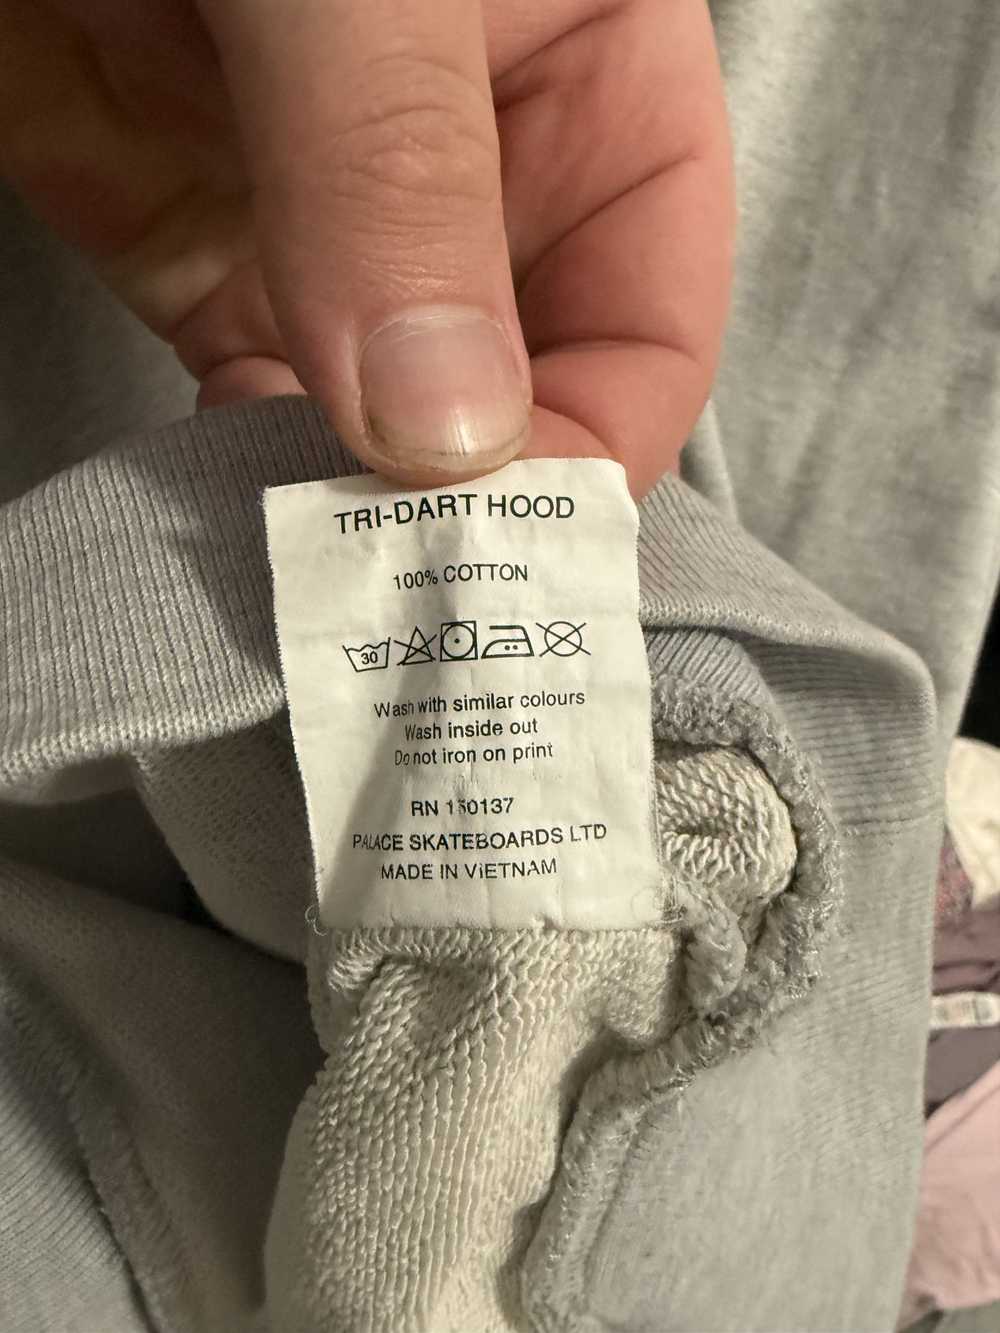 TRI-DART HOOD
100% COTTON
30
Wash with similar colours
Wash inside out
Do not iron on print
RN 150137
PALACE SKATEBOARDS LTD
MADE IN VIETNAM